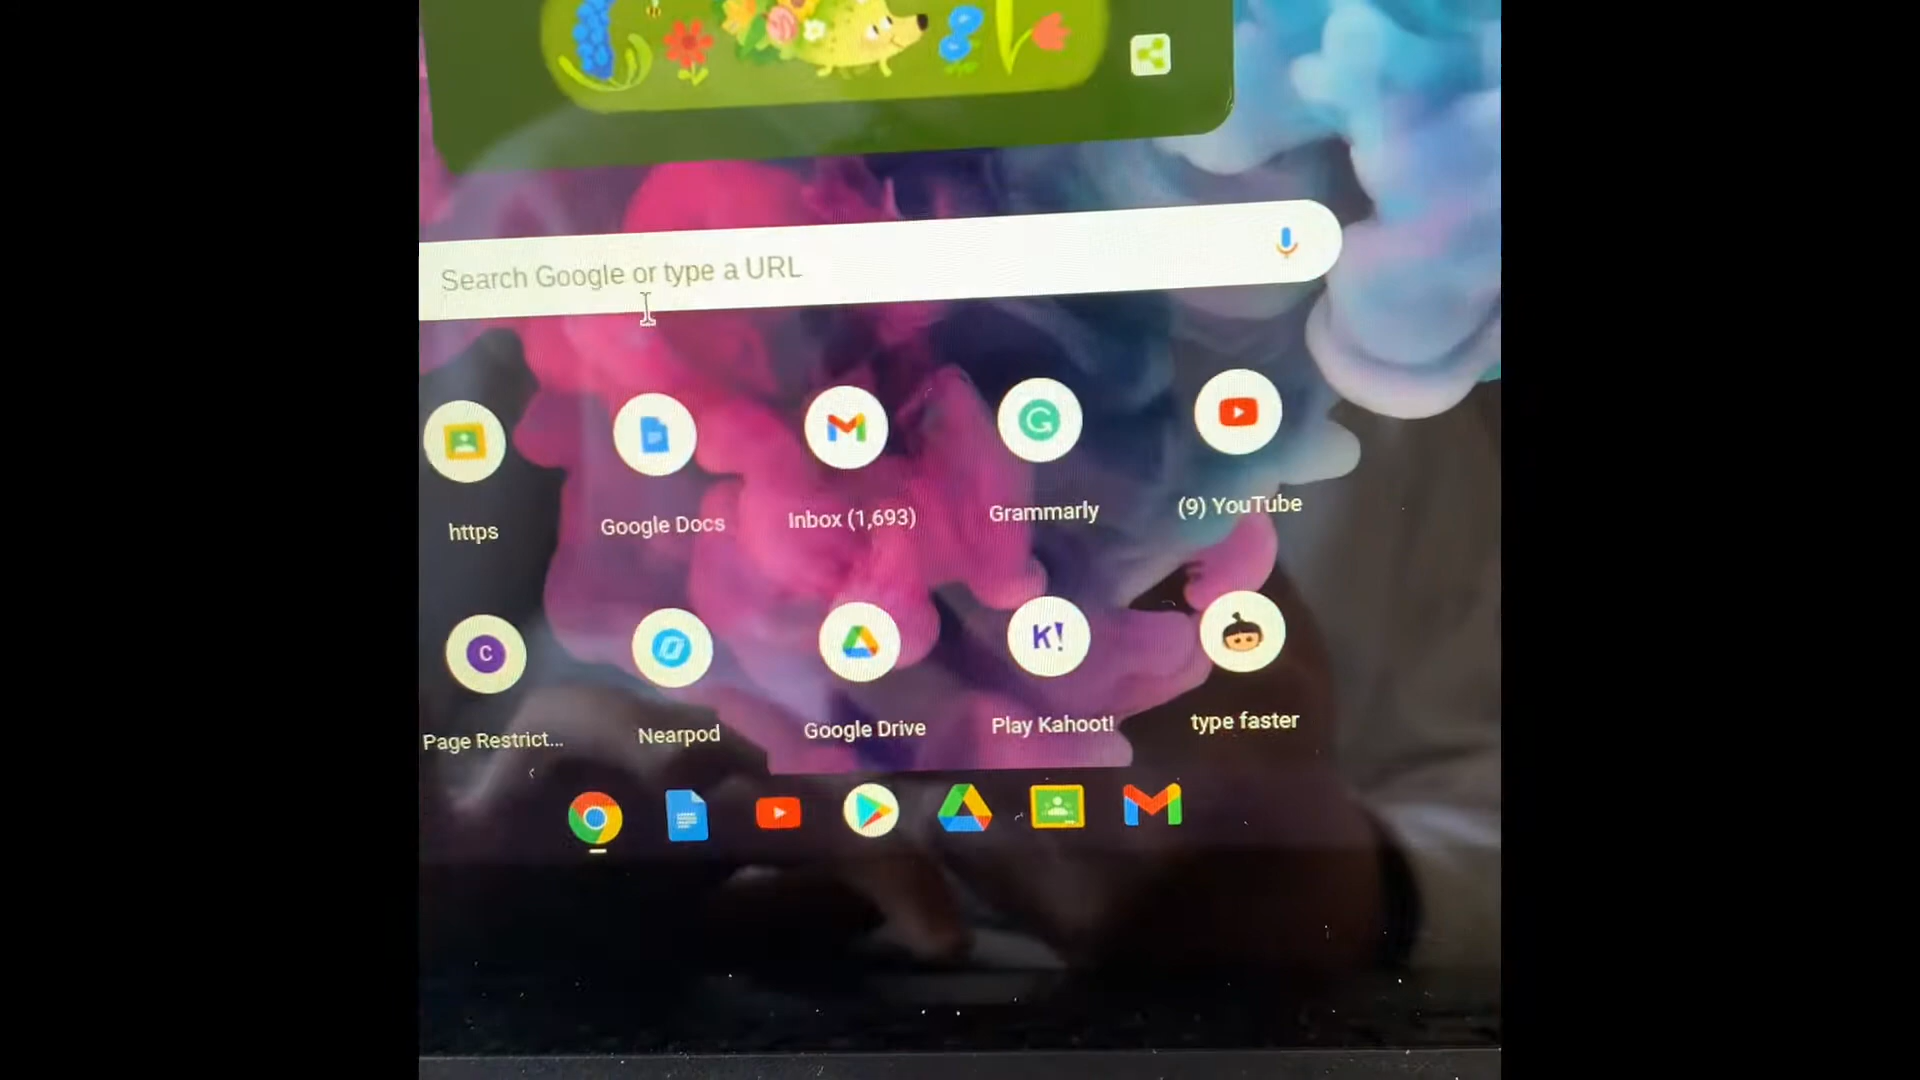 Search Google or type a URL
https
Google Docs
Inbox (1,693)
Grammarly
(9) YouTube
C
K!
Page Restrict...
Nearpod
Google Drive
Play Kahoot!
type faster